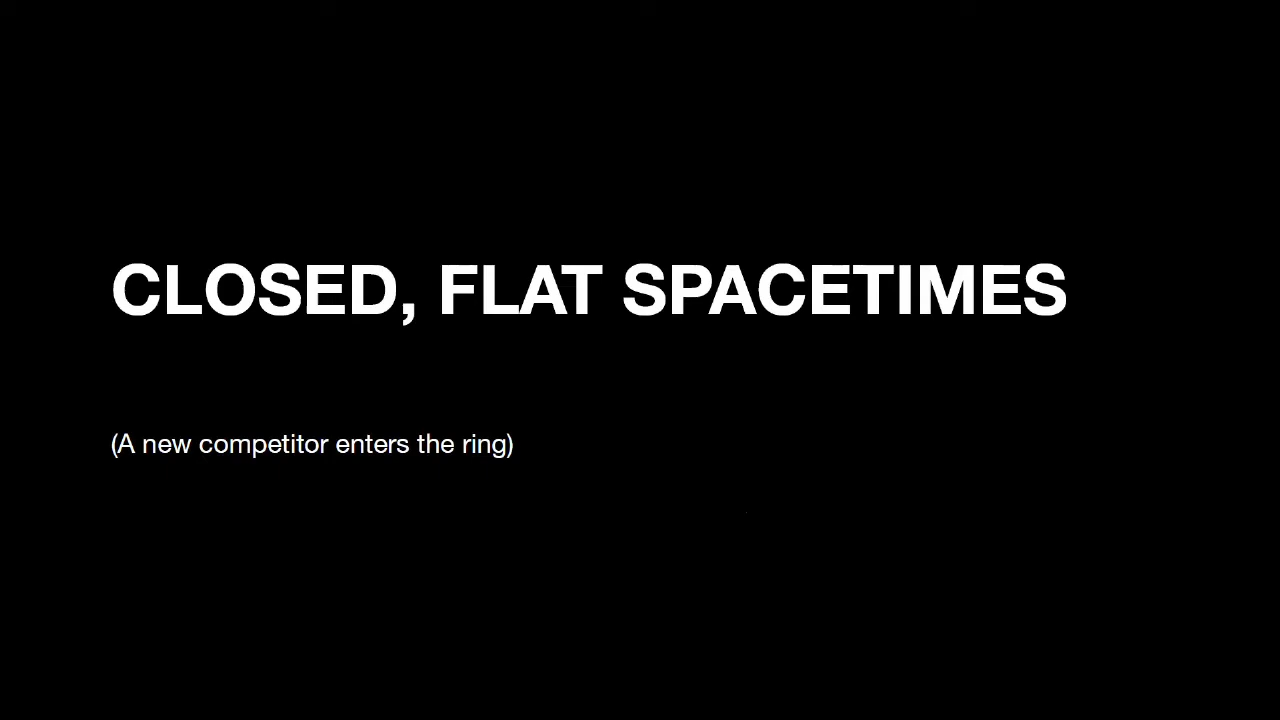 CLOSED, FLAT SPACETIMES
(A new competitor enters the ring)